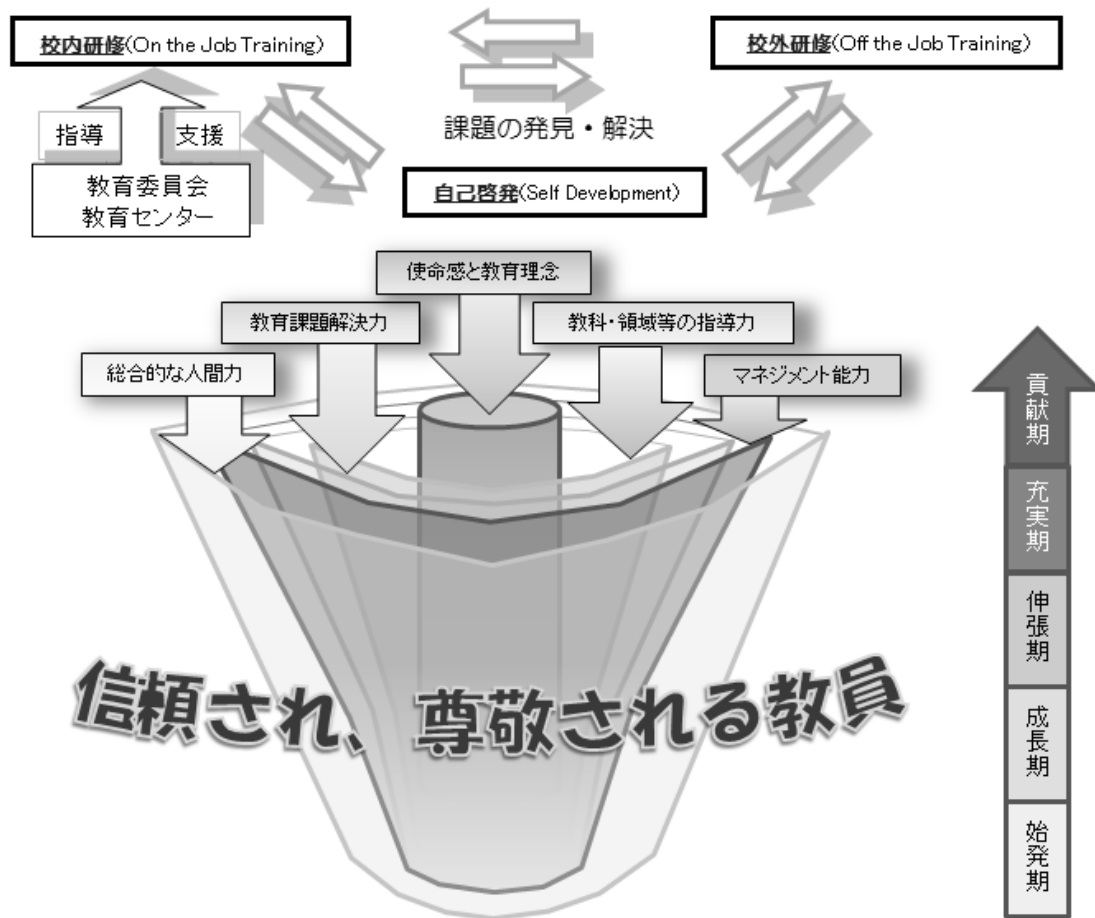 校内研修(On the Job Training)
校外研修(Off the Job Training)
課題の発見・解決
指導
支援
教育委員会
教育センター
自己啓発(Self Development)
使命感と教育理念
教育課題解決力
教科・領域等の指導力
総合的な人間力
マネジメント能力
貢献期
充実期
伸張期
成長期
始発期
信頼され、尊敬される教員